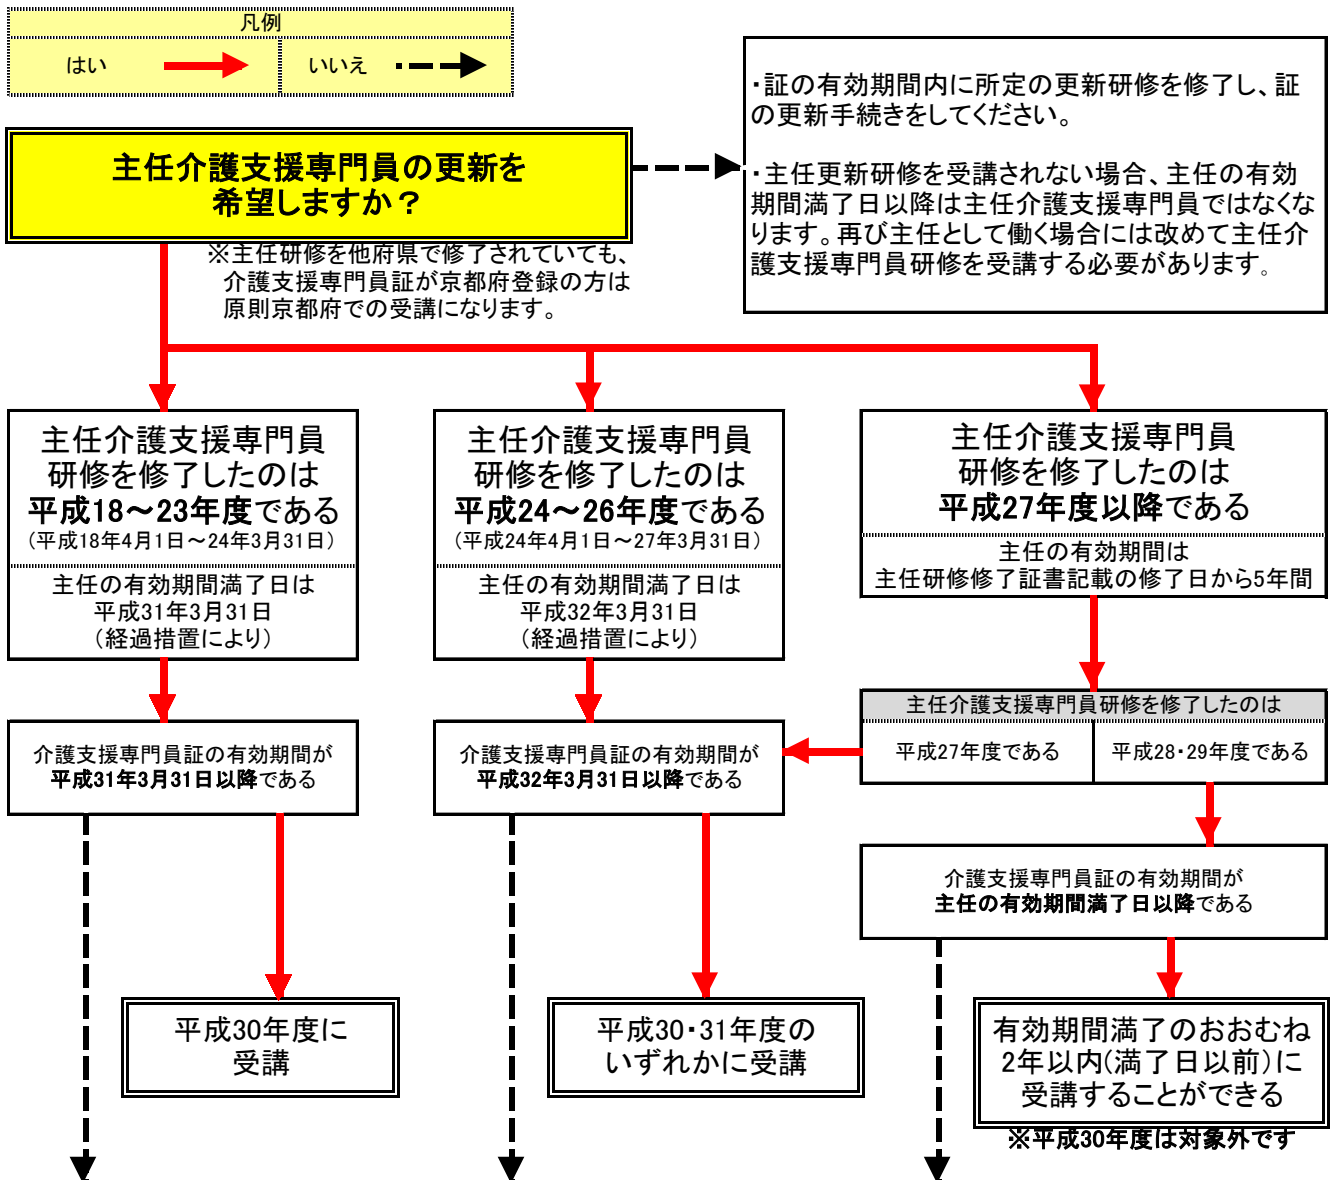 凡例
はい
いいえ
主任介護支援専門員の更新を
希望しますか？
・証の有効期間内に所定の更新研修を修了し、証
の更新手続きをしてください。
・主任更新研修を受講されない場合、主任の有効
期間満了日以降は主任介護支援専門員ではなくな
ります。再び主任として働く場合には改めて主任介
護支援専門員研修を受講する必要があります。
※主任研修を他府県で修了されていても、
介護支援専門員証が京都府登録の方は
原則京都府での受講になります。
主任介護支援専門員
研修を修了したのは
平成18～23年度である
（平成18年4月1日～24年3月31日）
主任の有効期間満了日は
平成31年3月31日
（経過措置により）
主任介護支援専門員
研修を修了したのは
平成24～26年度である
（平成24年4月1日～27年3月31日）
主任の有効期間満了日は
平成32年3月31日
（経過措置により）
主任介護支援専門員
研修を修了したのは
平成27年度以降である
主任の有効期間は
主任研修修了証書記載の修了日から5年間
主任介護支援専門員研修を修了したのは
平成27年度である
平成28・29年度である
介護支援専門員証の有効期間が
平成31年3月31日以降である
介護支援専門員証の有効期間が
平成32年3月31日以降である
介護支援専門員証の有効期間が
主任の有効期間満了日以降である
平成30年度に
受講
平成30・31年度の
いずれかに受講
有効期間満了のおおむね
2年以内(満了日以前)に
受講することができる
※平成30年度は対象外です